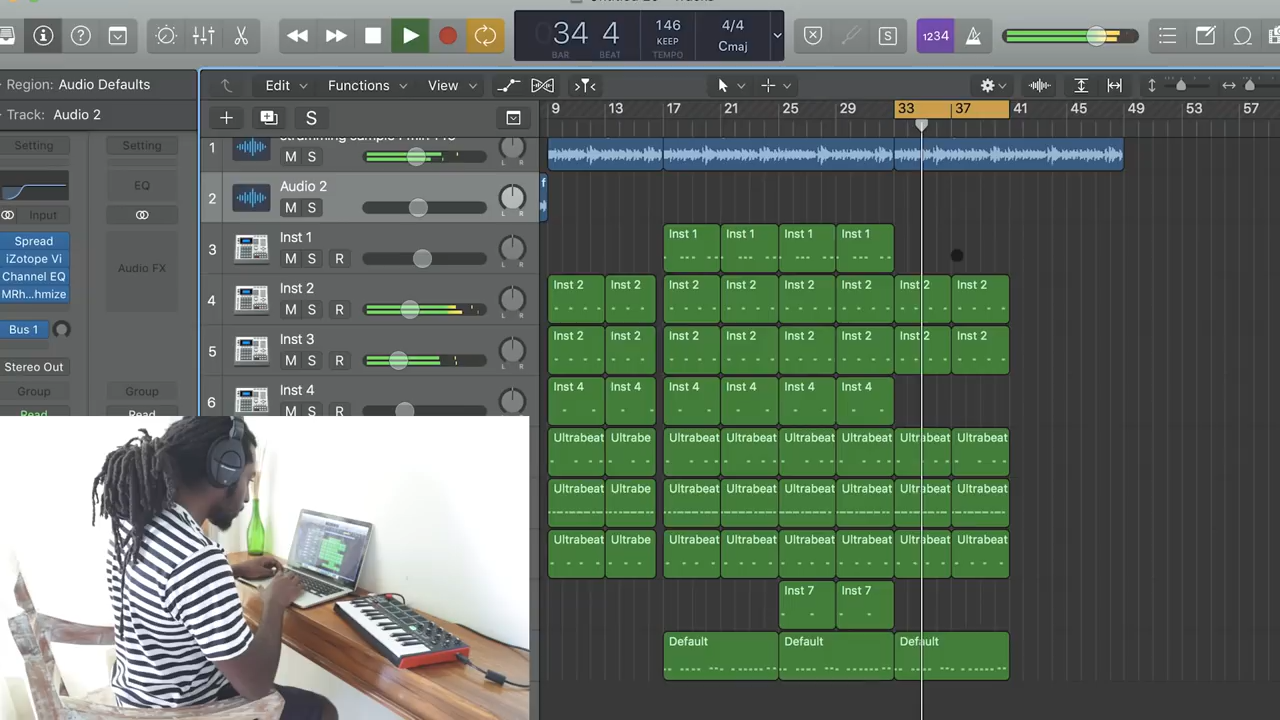 34 4
BAR BEAT
146
KEEP
TEMPO
4/4
Cmaj
1234
Region: Audio Defaults
Track: Audio 2
Edit Functions View
9 13 17 21 25 29 33 37 41 45 49 53 57
S
Setting Setting
EQ
Input
Spread
iZotope Vi
Channel EQ
MRh...hmize
Audio FX
Bus 1
Stereo Out
Group Group
Read Read
1
M S
L R
2 Audio 2
M S
L R
3 Inst 1
M S R
L R
4 Inst 2
M S R
L R
5 Inst 3
M S R
L R
6 Inst 4
M S R
Inst 1 Inst 1 Inst 1 Inst 1
Inst 2 Inst 2 Inst 2 Inst 2 Inst 2 Inst 2 Inst 2 Inst 2
Inst 2 Inst 2 Inst 2 Inst 2 Inst 2 Inst 2 Inst 2 Inst 2
Inst 4 Inst 4 Inst 4 Inst 4 Inst 4 Inst 4
Ultrabeat Ultrabe Ultrabeat Ultrabeat Ultrabeat Ultrabeat Ultrabeat Ultrabeat
Ultrabeat Ultrabe Ultrabeat Ultrabeat Ultrabeat Ultrabeat Ultrabeat Ultrabeat
Ultrabeat Ultrabe Ultrabeat Ultrabeat Ultrabeat Ultrabeat Ultrabeat Ultrabeat
Inst 7 Inst 7
Default Default Default